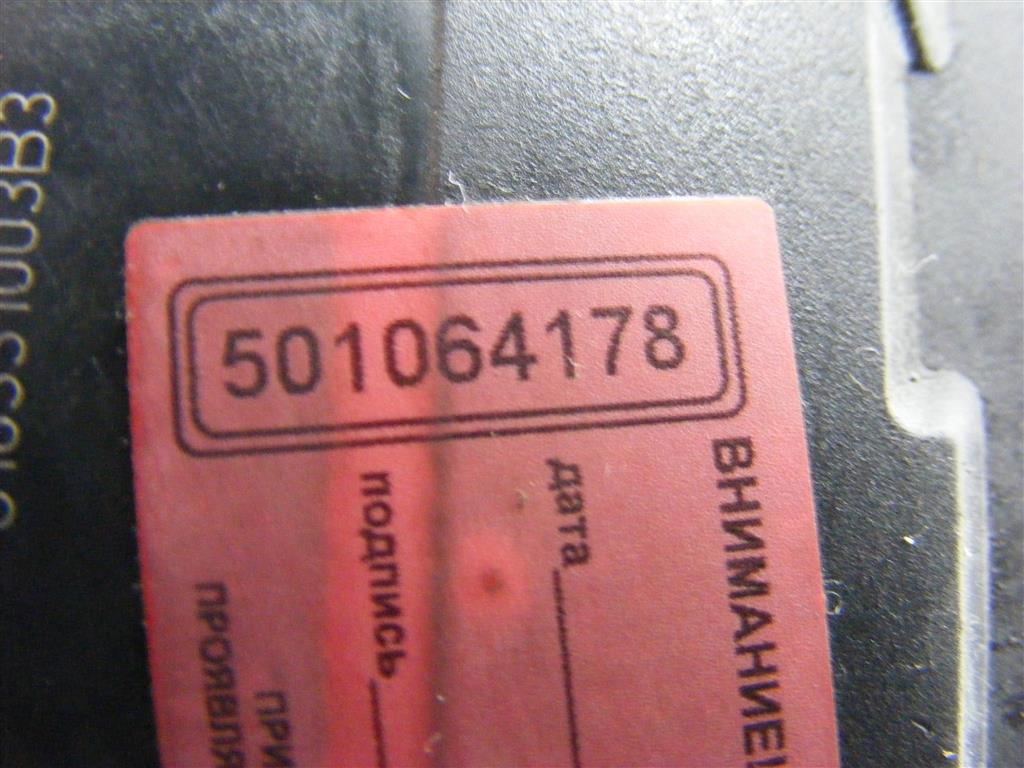 501064178
ВНИМАНИЕ!
дата
подпись
ПРИ
ПРОЯВЛЯ